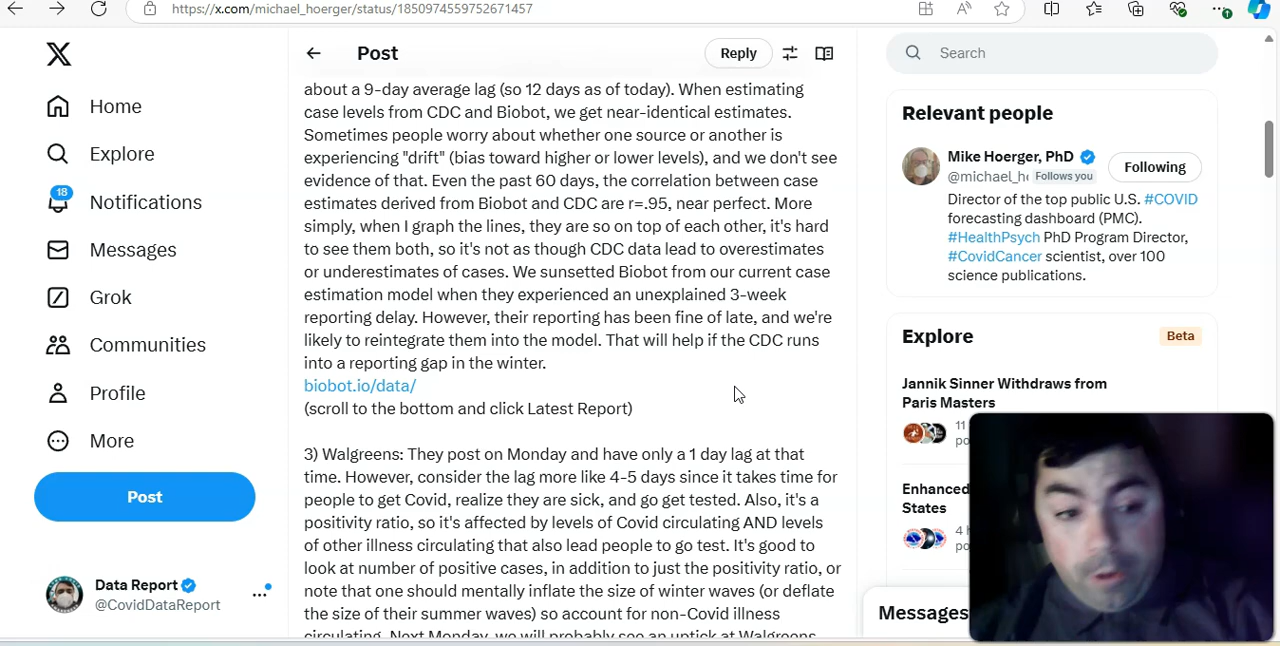 https://x.com/michael_hoerger/status/1850974559752671457
Home
Explore
18
Notifications
Messages
Grok
Communities
Profile
More
Post
Data Report
@CovidDataReport
Post
Reply
about a 9-day average lag (so 12 days as of today). When estimating
case levels from CDC and Biobot, we get near-identical estimates.
Sometimes people worry about whether one source or another is
experiencing "drift" (bias toward higher or lower levels), and we don't see
evidence of that. Even the past 60 days, the correlation between case
estimates derived from Biobot and CDC are r=.95, near perfect. More
simply, when I graph the lines, they are so on top of each other, it's hard
to see them both, so it's not as though CDC data lead to overestimates
or underestimates of cases. We sunsetted Biobot from our current case
estimation model when they experienced an unexplained 3-week
reporting delay. However, their reporting has been fine of late, and we're
likely to reintegrate them into the model. That will help if the CDC runs
into a reporting gap in the winter.
biobot.io/data/
(scroll to the bottom and click Latest Report)
3) Walgreens: They post on Monday and have only a 1 day lag at that
time. However, consider the lag more like 4-5 days since it takes time for
people to get Covid, realize they are sick, and go get tested. Also, it's a
positivity ratio, so it's affected by levels of Covid circulating AND levels
of other illness circulating that also lead people to go test. It's good to
look at number of positive cases, in addition to just the positivity ratio, or
note that one should mentally inflate the size of winter waves (or deflate
the size of their summer waves) so account for non-Covid illness
circulating. Next Monday, we will probably see an uptick at Walgreens
Search
Relevant people
Mike Hoerger, PhD
@michael_h
Follows you
Following
Director of the top public U.S. #COVID
forecasting dashboard (PMC).
#HealthPsych PhD Program Director,
#CovidCancer scientist, over 100
science publications.
Explore
Beta
Jannik Sinner Withdraws from
Paris Masters
11
po
Enhanced
States
4 h
po
Messages